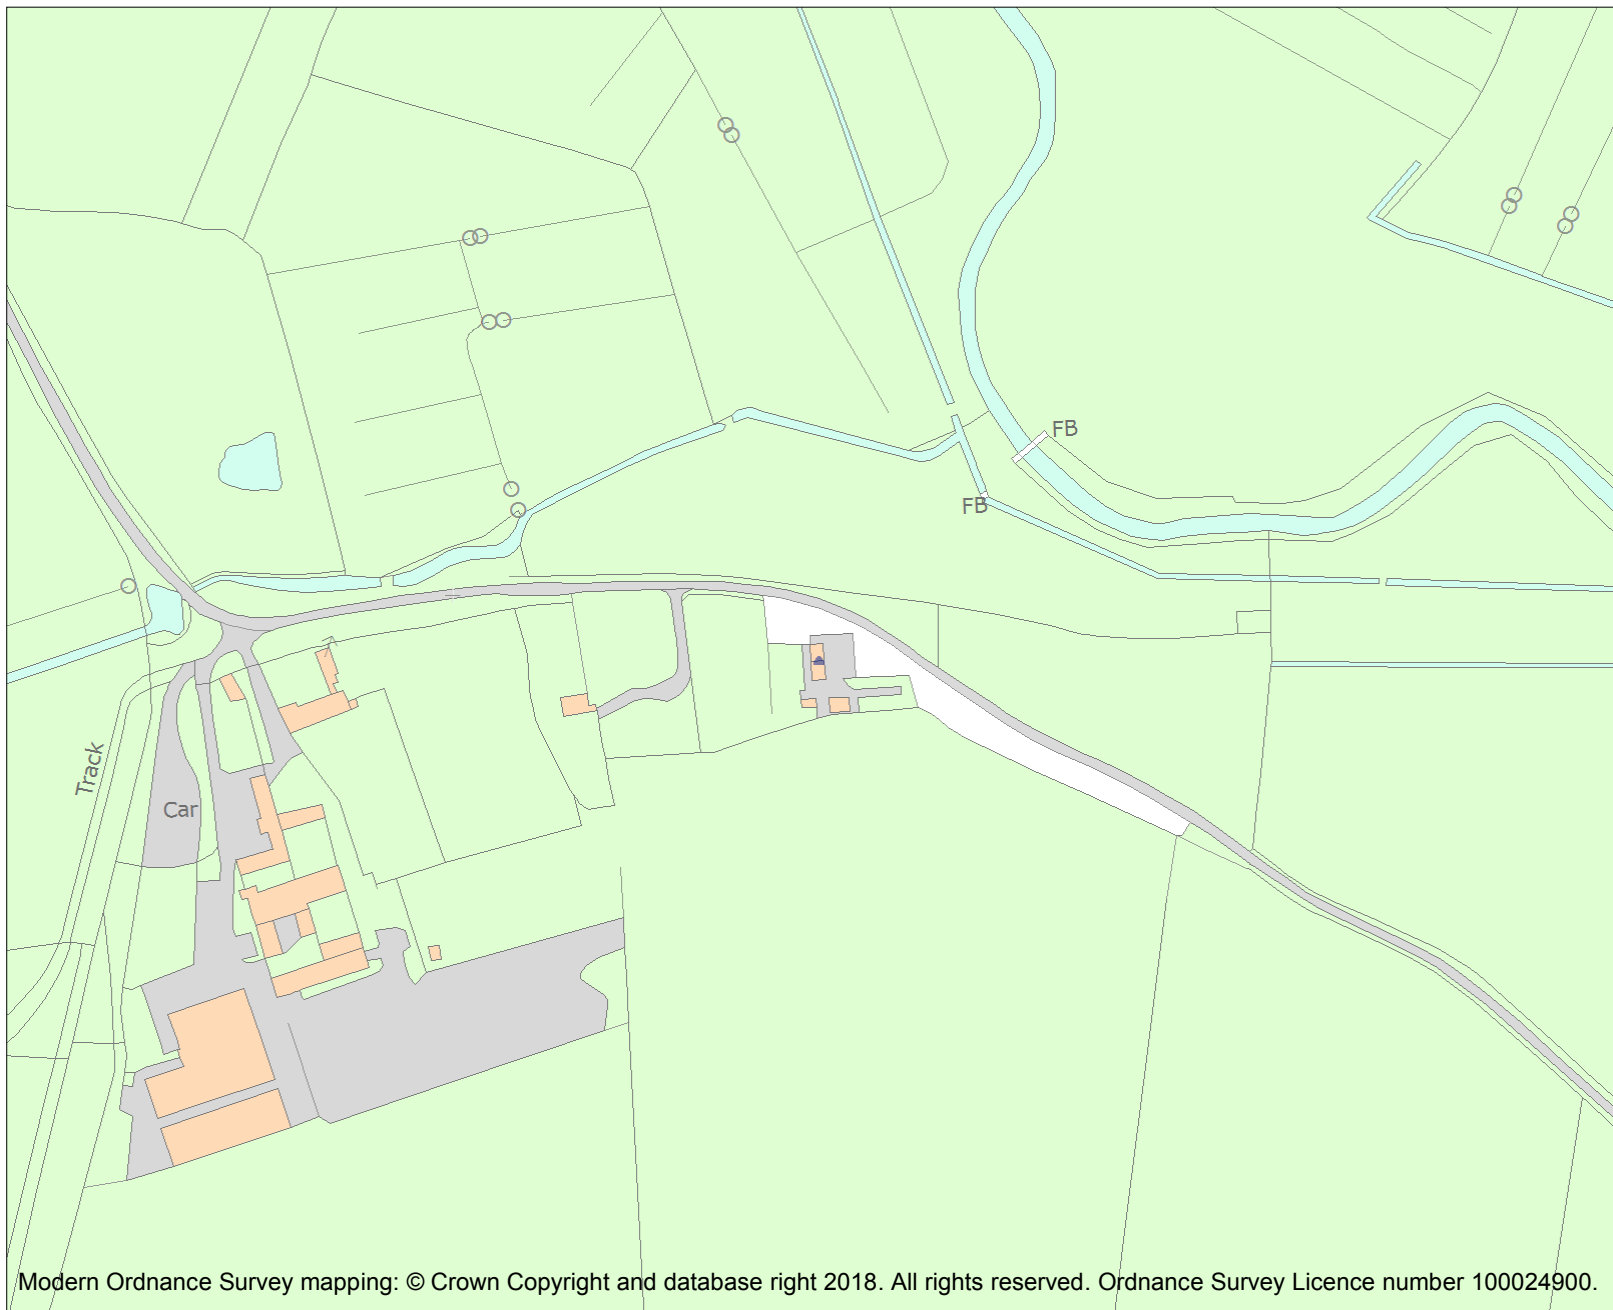 FB
FB
Track
Car
Modern Ordnance Survey mapping: © Crown Copyright and database right 2018. All rights reserved. Ordnance Survey Licence number 100024900.